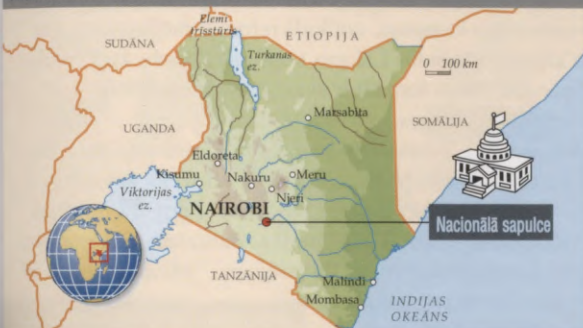 Elemi
trīsstūris
SUDĀNA
ETIOPIJA
Turkanas
ez.
0 100 km
Marsabita
SOMĀLIJA
UGANDA
Eldoreta
Kisumu
Nakuru
Meru
Viktorijas
ez.
Njeri
NAIROBI
Nacionālā sapulce
TANZĀNIJA
Malindi
Mombasa
INDIJAS
OKEĀNS